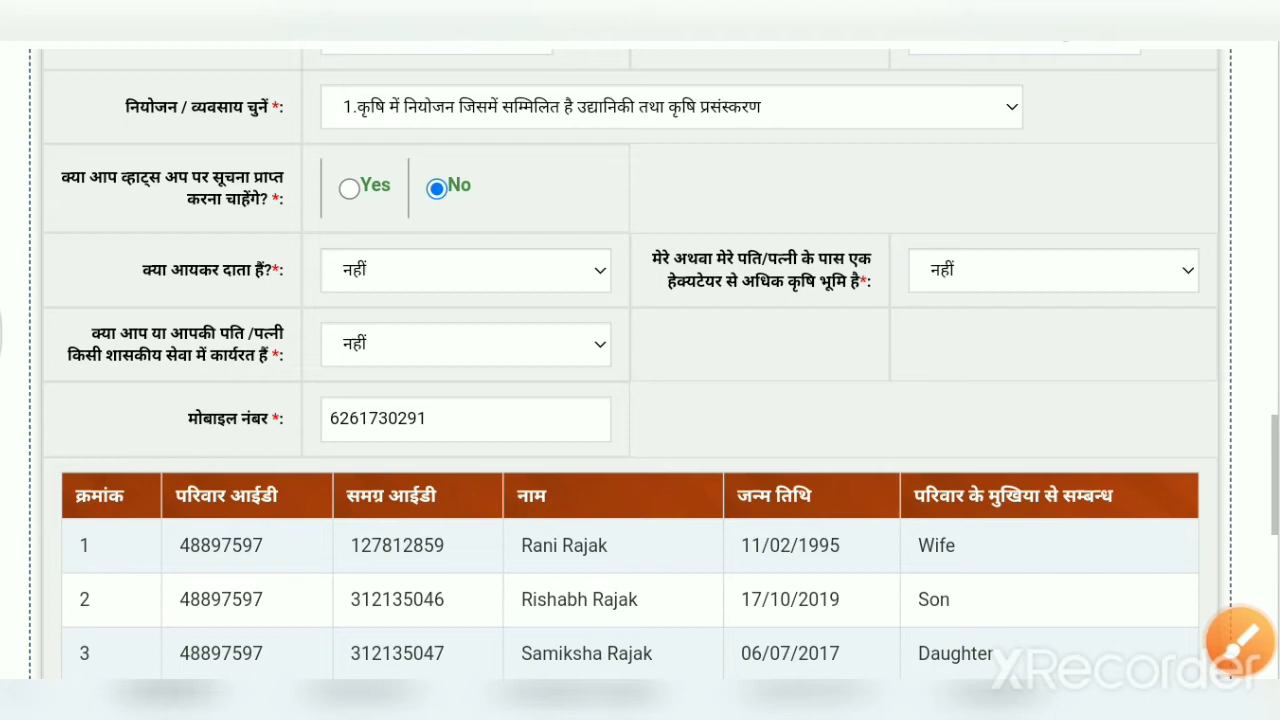 नियोजन / व्यवसाय चुनें *: 1.कृषि में नियोजन जिसमें सम्मिलित है उद्यानिकी तथा कृषि प्रसंस्करण
क्या आप व्हाट्स अप पर सूचना प्राप्त
करना चाहेंगे? *:
Yes No
क्या आयकर दाता हैं?*: नहीं
मेरे अथवा मेरे पति/पत्नी के पास एक
हेक्यटेयर से अधिक कृषि भूमि है*: नहीं
क्या आप या आपकी पति /पत्नी
किसी शासकीय सेवा में कार्यरत हैं *: नहीं
मोबाइल नंबर *: 6261730291
क्रमांक परिवार आईडी समग्र आईडी नाम जन्म तिथि परिवार के मुखिया से सम्बन्ध
1 48897597 127812859 Rani Rajak 11/02/1995 Wife
2 48897597 312135046 Rishabh Rajak 17/10/2019 Son
3 48897597 312135047 Samiksha Rajak 06/07/2017 Daughter
XRecorder